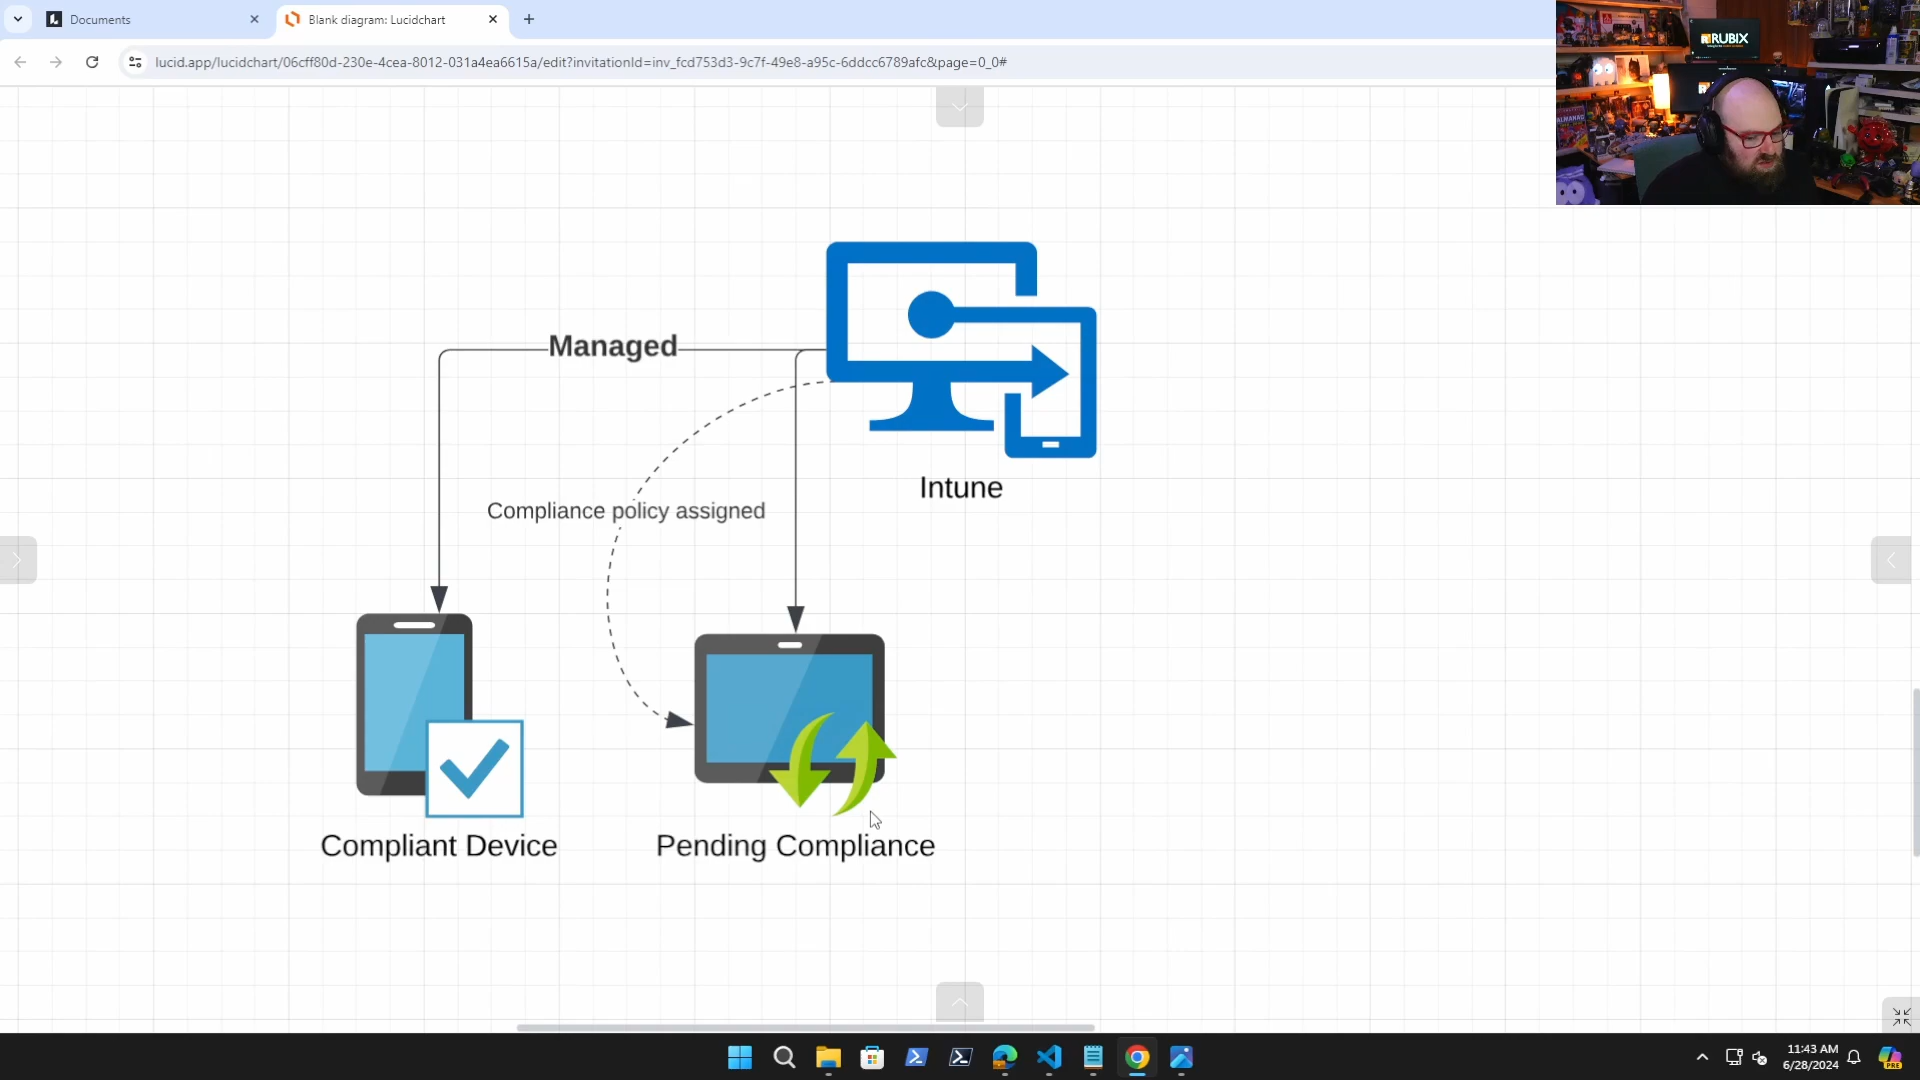 Documents
Blank diagram: Lucidchart
lucid.app/lucidchart/06cff80d-230e-4cea-8012-031a4ea6615a/edit?invitationId=inv_fcd753d3-9c7f-49e8-a95c-6ddcc6789afc&page=0_0#
RUBIX
Managed
Intune
Compliance policy assigned
Compliant Device
Pending Compliance
11:43 AM
6/28/2024
PRE